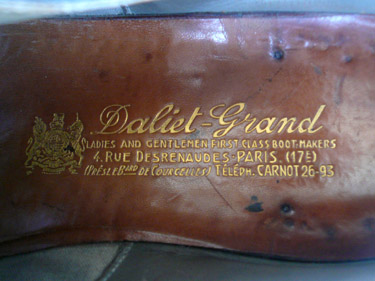 Daliet-Grand
LADIES AND GENTLEMEN FIRST CLASS BOOT-MAKERS
4, RUE DESRENAUDES·PARIS. (17E)
(PRÈS LE BARD DE COURCELLES) TÉLÉPH. CARNOT 26-93